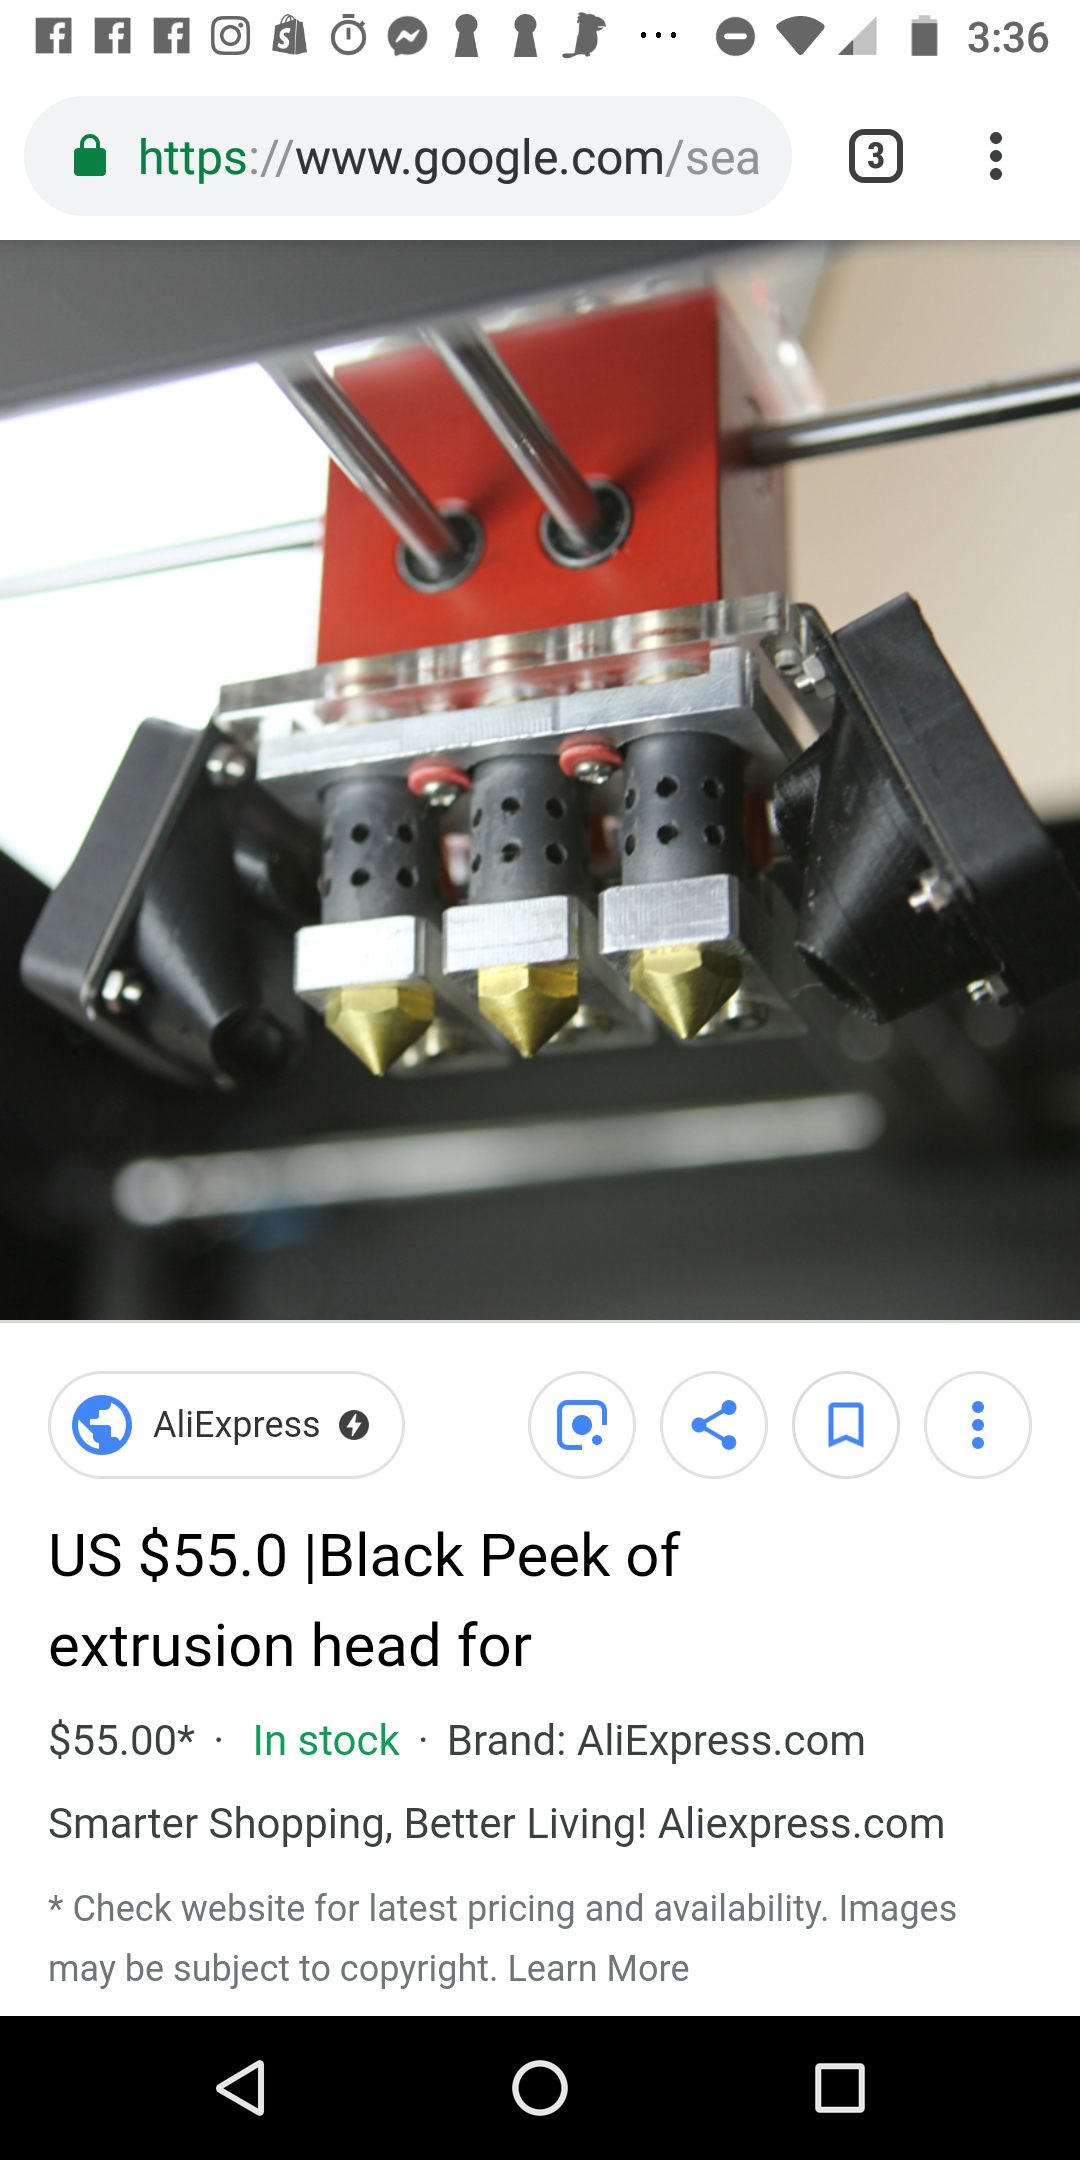 3:36
https://www.google.com/sea
3
AliExpress
US $55.0 |Black Peek of
extrusion head for
$55.00* · In stock · Brand: AliExpress.com
Smarter Shopping, Better Living! Aliexpress.com
* Check website for latest pricing and availability. Images
may be subject to copyright. Learn More